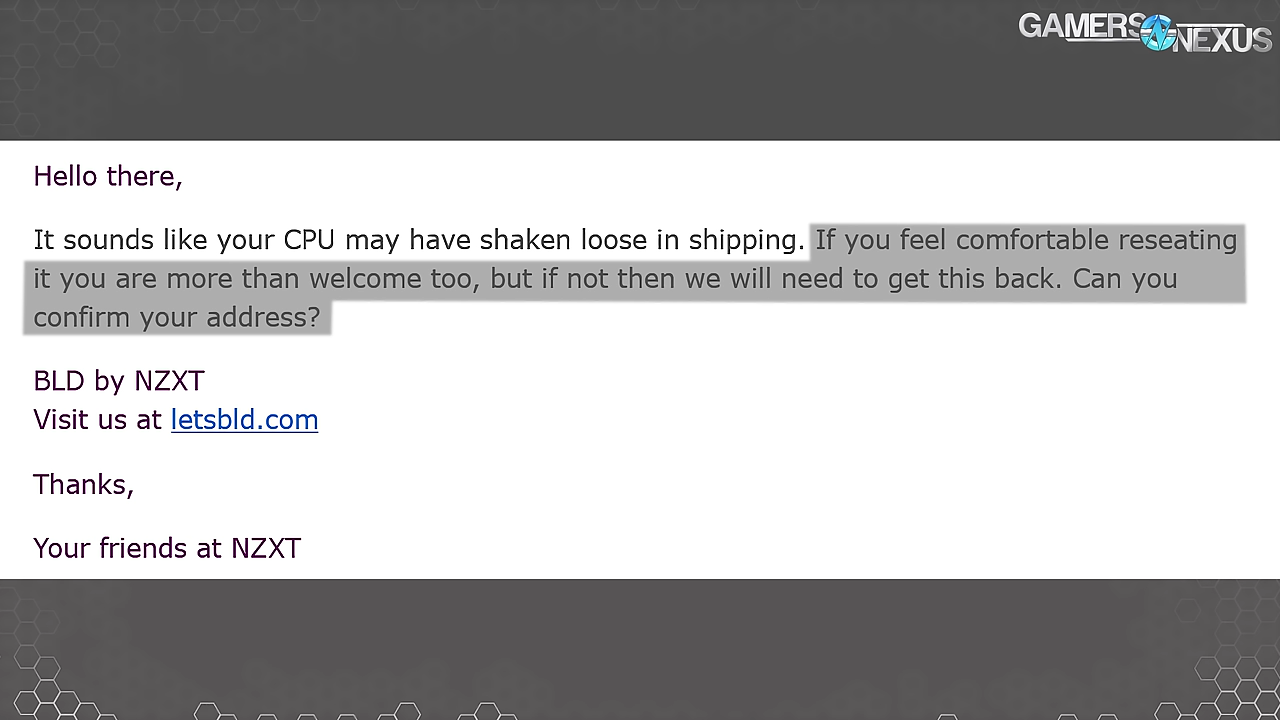 GAMERS NEXUS
Hello there,
It sounds like your CPU may have shaken loose in shipping. If you feel comfortable reseating
it you are more than welcome too, but if not then we will need to get this back. Can you
confirm your address?
BLD by NZXT
Visit us at letsbld.com
Thanks,
Your friends at NZXT